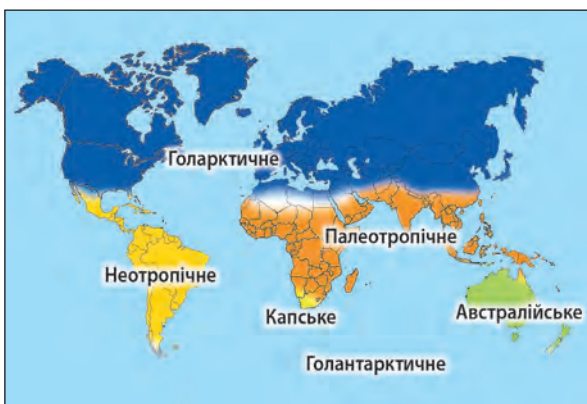 Голарктичне
Палеотропічне
Неотропічне
Капське
Австралійське
Голантарктичне